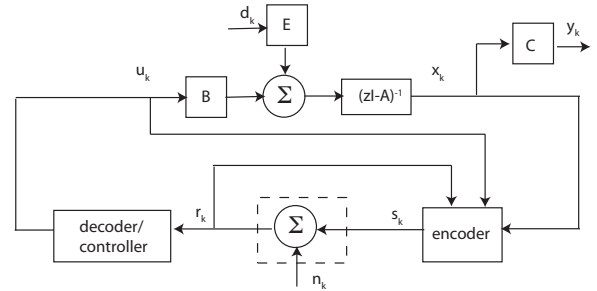 d_k
E
C
y_k
u_k
B
Σ
(zI-A)⁻¹
x_k
r_k
s_k
decoder/
controller
Σ
encoder
n_k